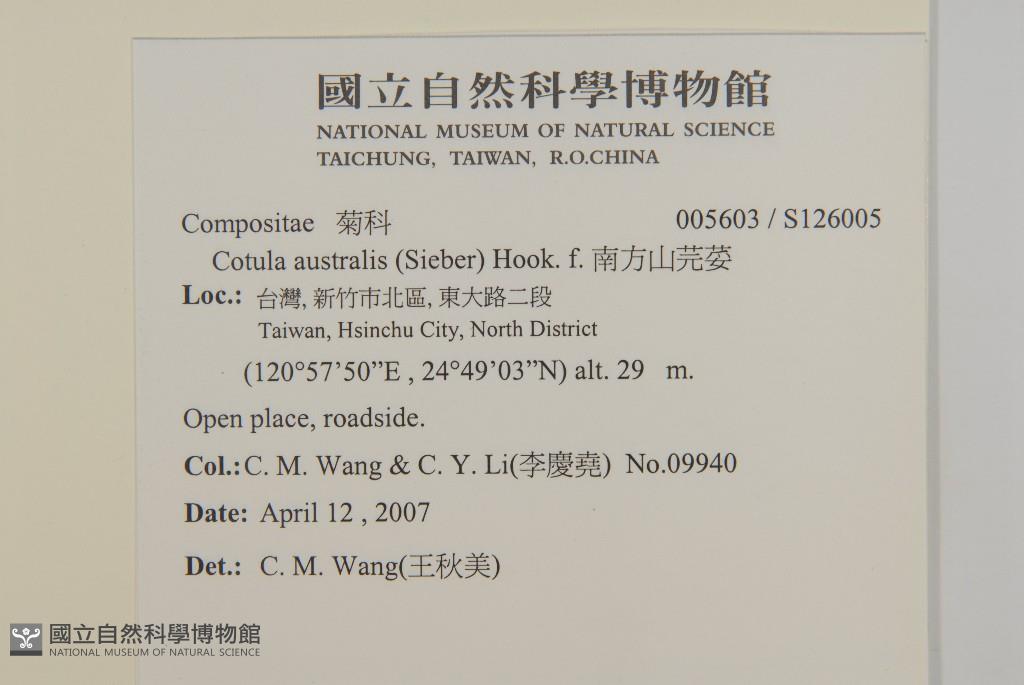 國立自然科學博物館
NATIONAL MUSEUM OF NATURAL SCIENCE
TAICHUNG, TAIWAN, R.O.CHINA
Compositae 菊科 005603 / S126005
Cotula australis (Sieber) Hook. f. 南方山芫荽
Loc.: 台灣, 新竹市北區, 東大路二段
Taiwan, Hsinchu City, North District
(120°57’50”E , 24°49’03”N) alt. 29 m.
Open place, roadside.
Col.: C. M. Wang & C. Y. Li(李慶堯) No.09940
Date: April 12 , 2007
Det.: C. M. Wang(王秋美)
國立自然科學博物館
NATIONAL MUSEUM OF NATURAL SCIENCE